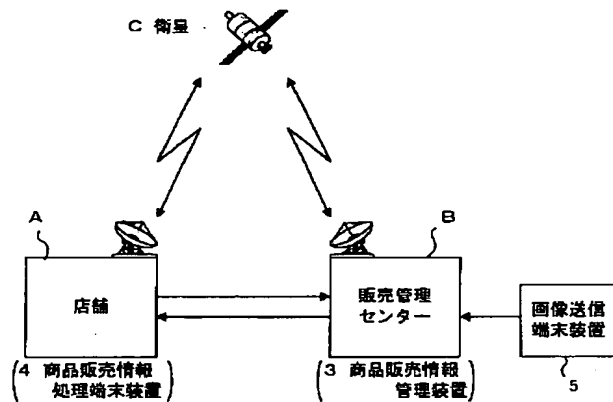 C 衛星
A
B
店舗
販売管理
センター
画像送信
端末装置
5
(4 商品販売情報
処理端末装置)
(3 商品販売情報
管理装置)